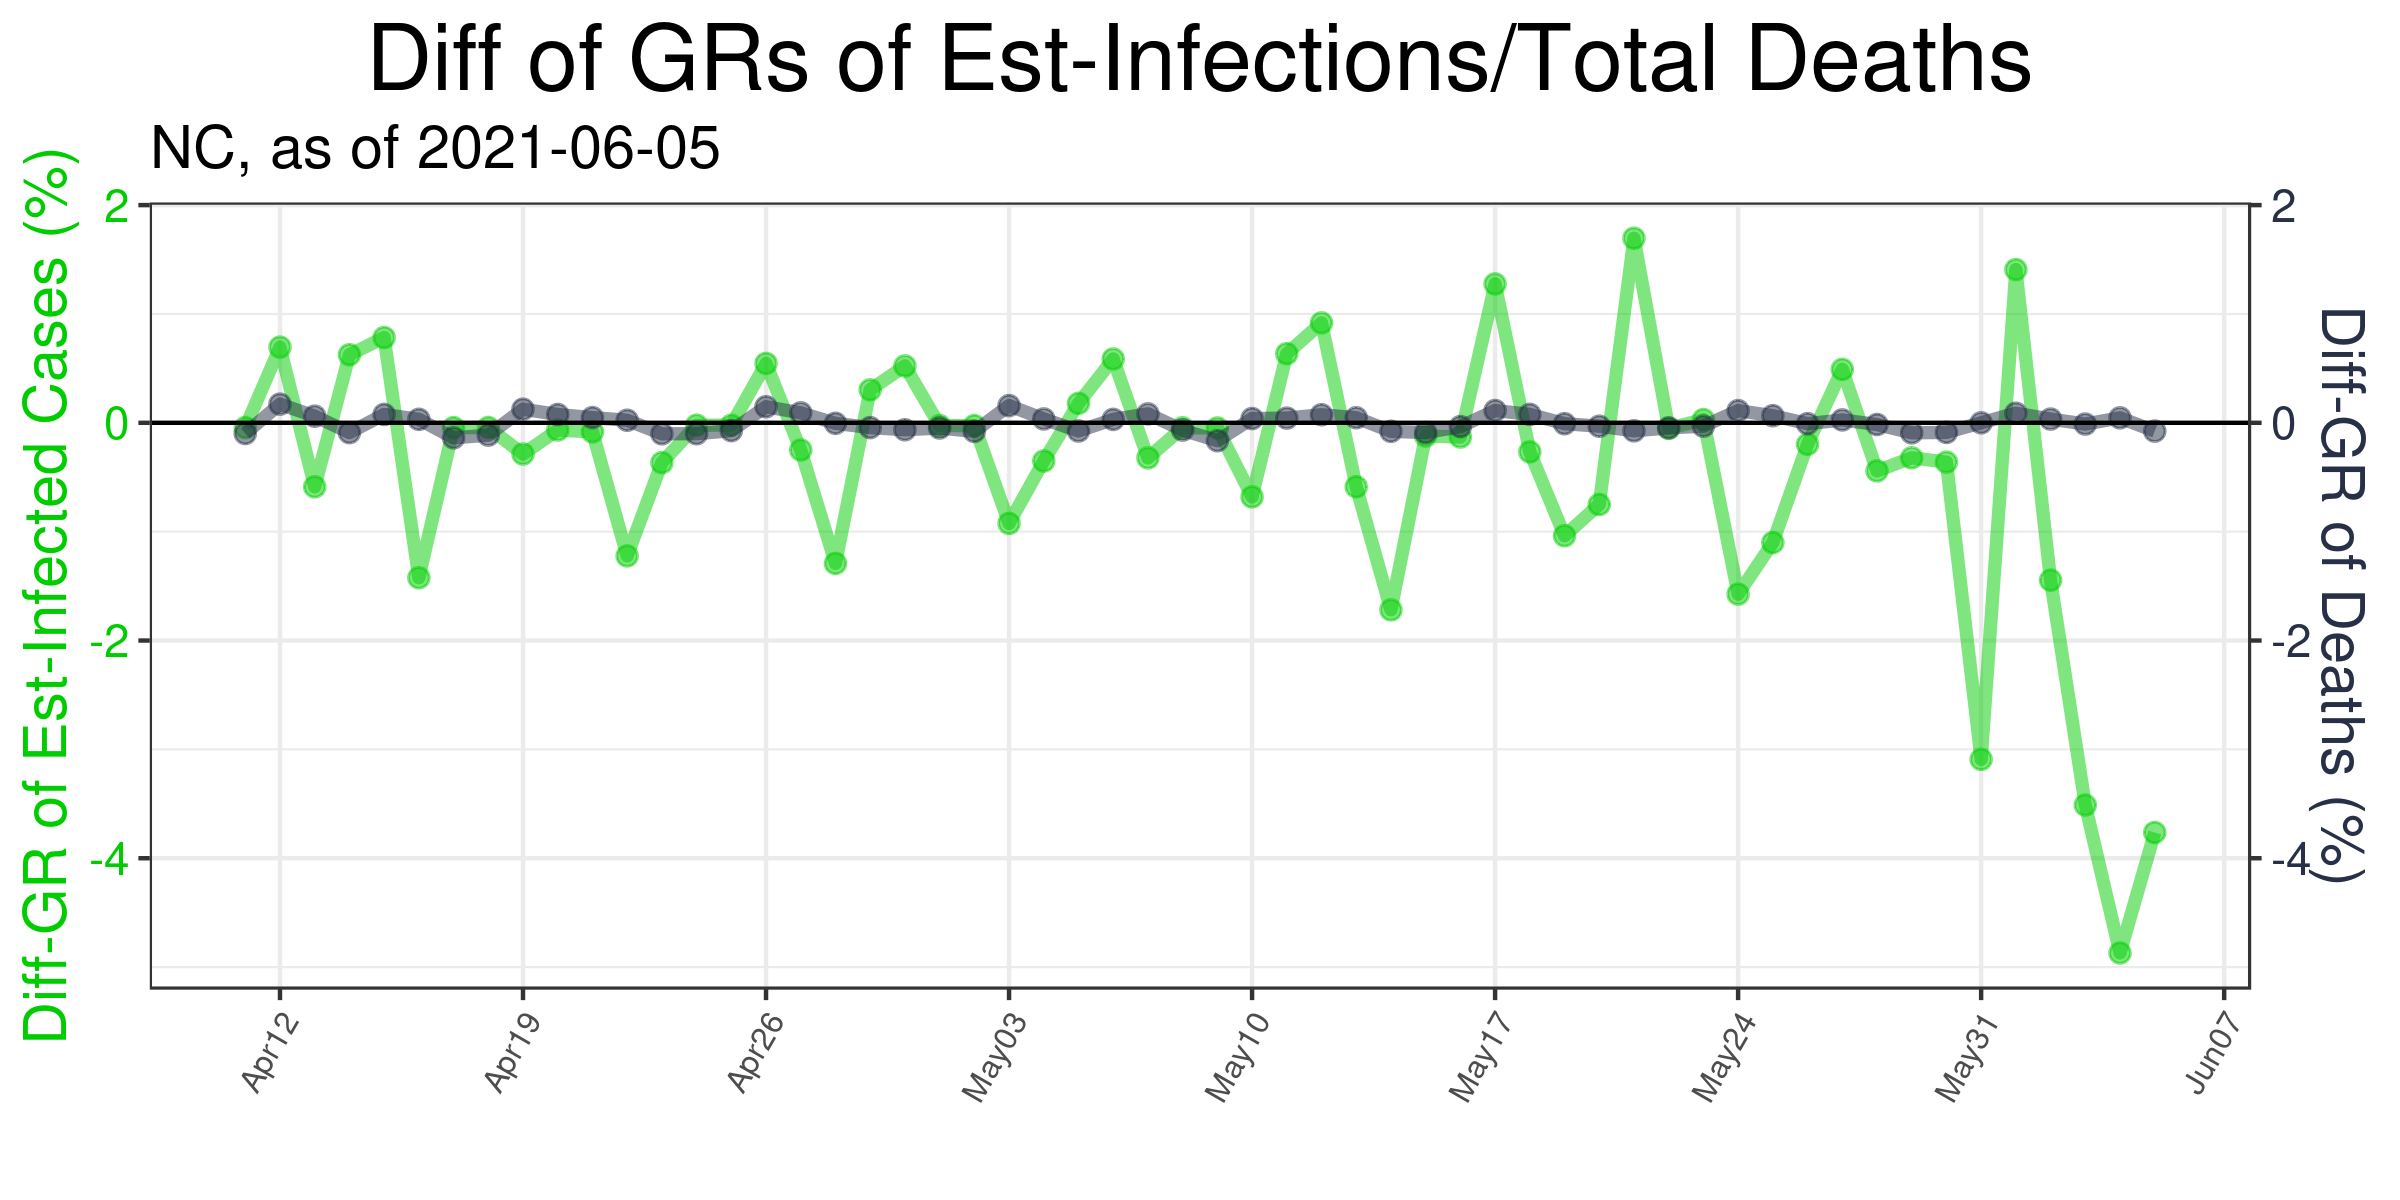 Diff of GRs of Est-Infections/Total Deaths
NC, as of 2021-06-05
Diff-GR of Est-Infected Cases (%)
2
0
-2
-4
2
0
-2
-4
Diff-GR of Deaths (%)
Apr12
Apr19
Apr26
May03
May10
May17
May24
May31
Jun07